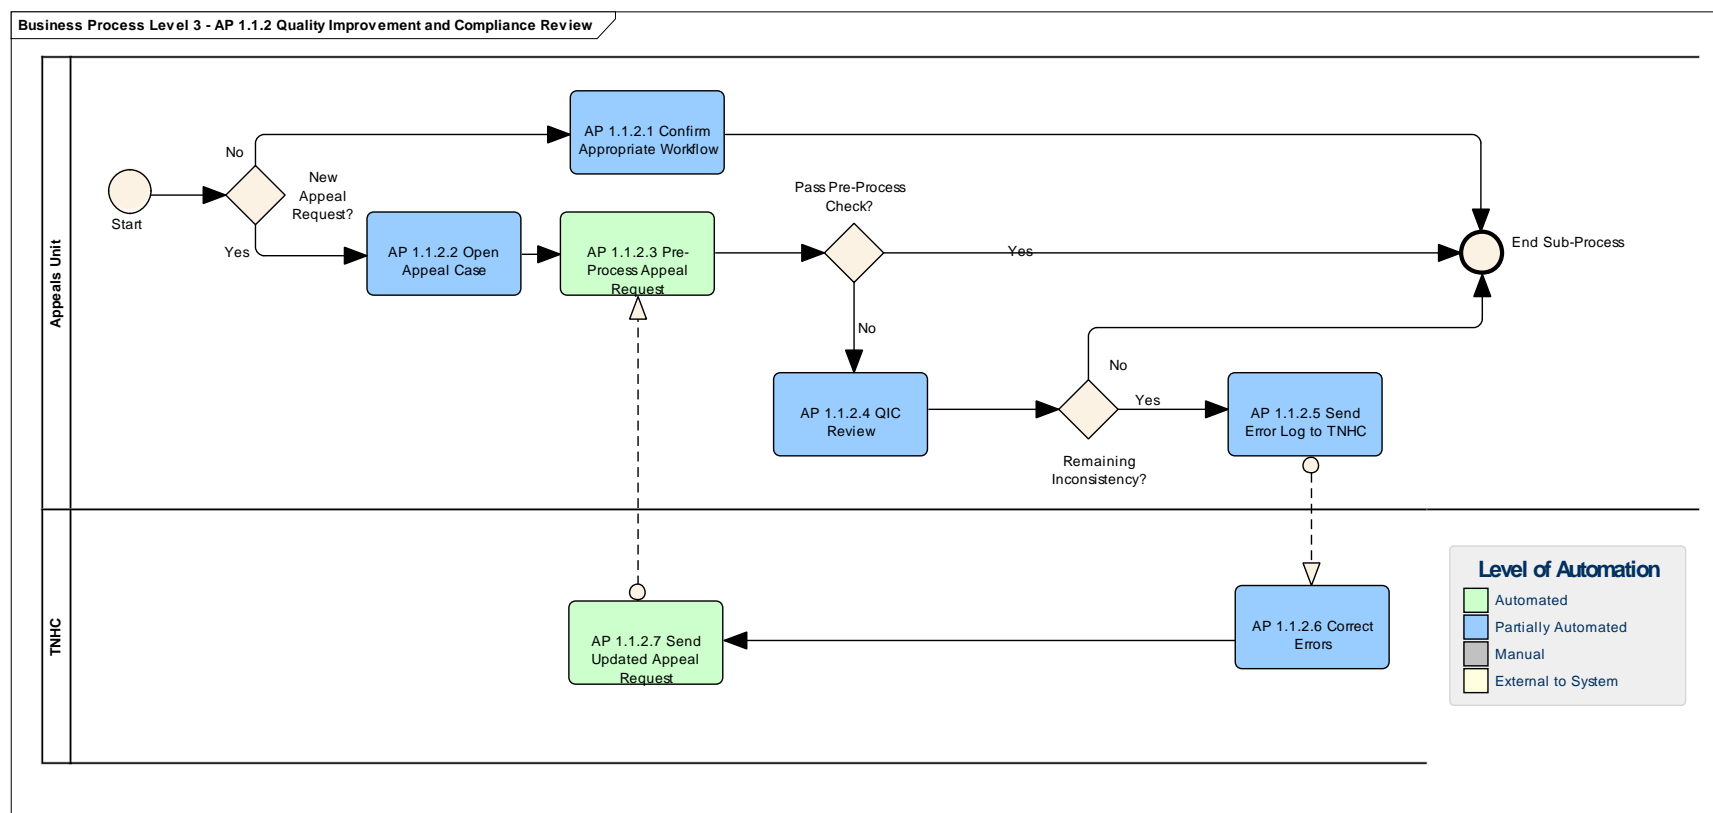 Business Process Level 3 - AP 1.1.2 Quality Improvement and Compliance Review
Appeals Unit
Start
No
New
Appeal
Request?
Yes
AP 1.1.2.1 Confirm
Appropriate Workflow
AP 1.1.2.2 Open
Appeal Case
AP 1.1.2.3 Pre-
Process Appeal
Request
Pass Pre-Process
Check?
Yes
End Sub-Process
No
AP 1.1.2.4 QIC
Review
No
Yes
Remaining
Inconsistency?
AP 1.1.2.5 Send
Error Log to TNHC
TNHC
AP 1.1.2.7 Send
Updated Appeal
Request
AP 1.1.2.6 Correct
Errors
Level of Automation
Automated
Partially Automated
Manual
External to System